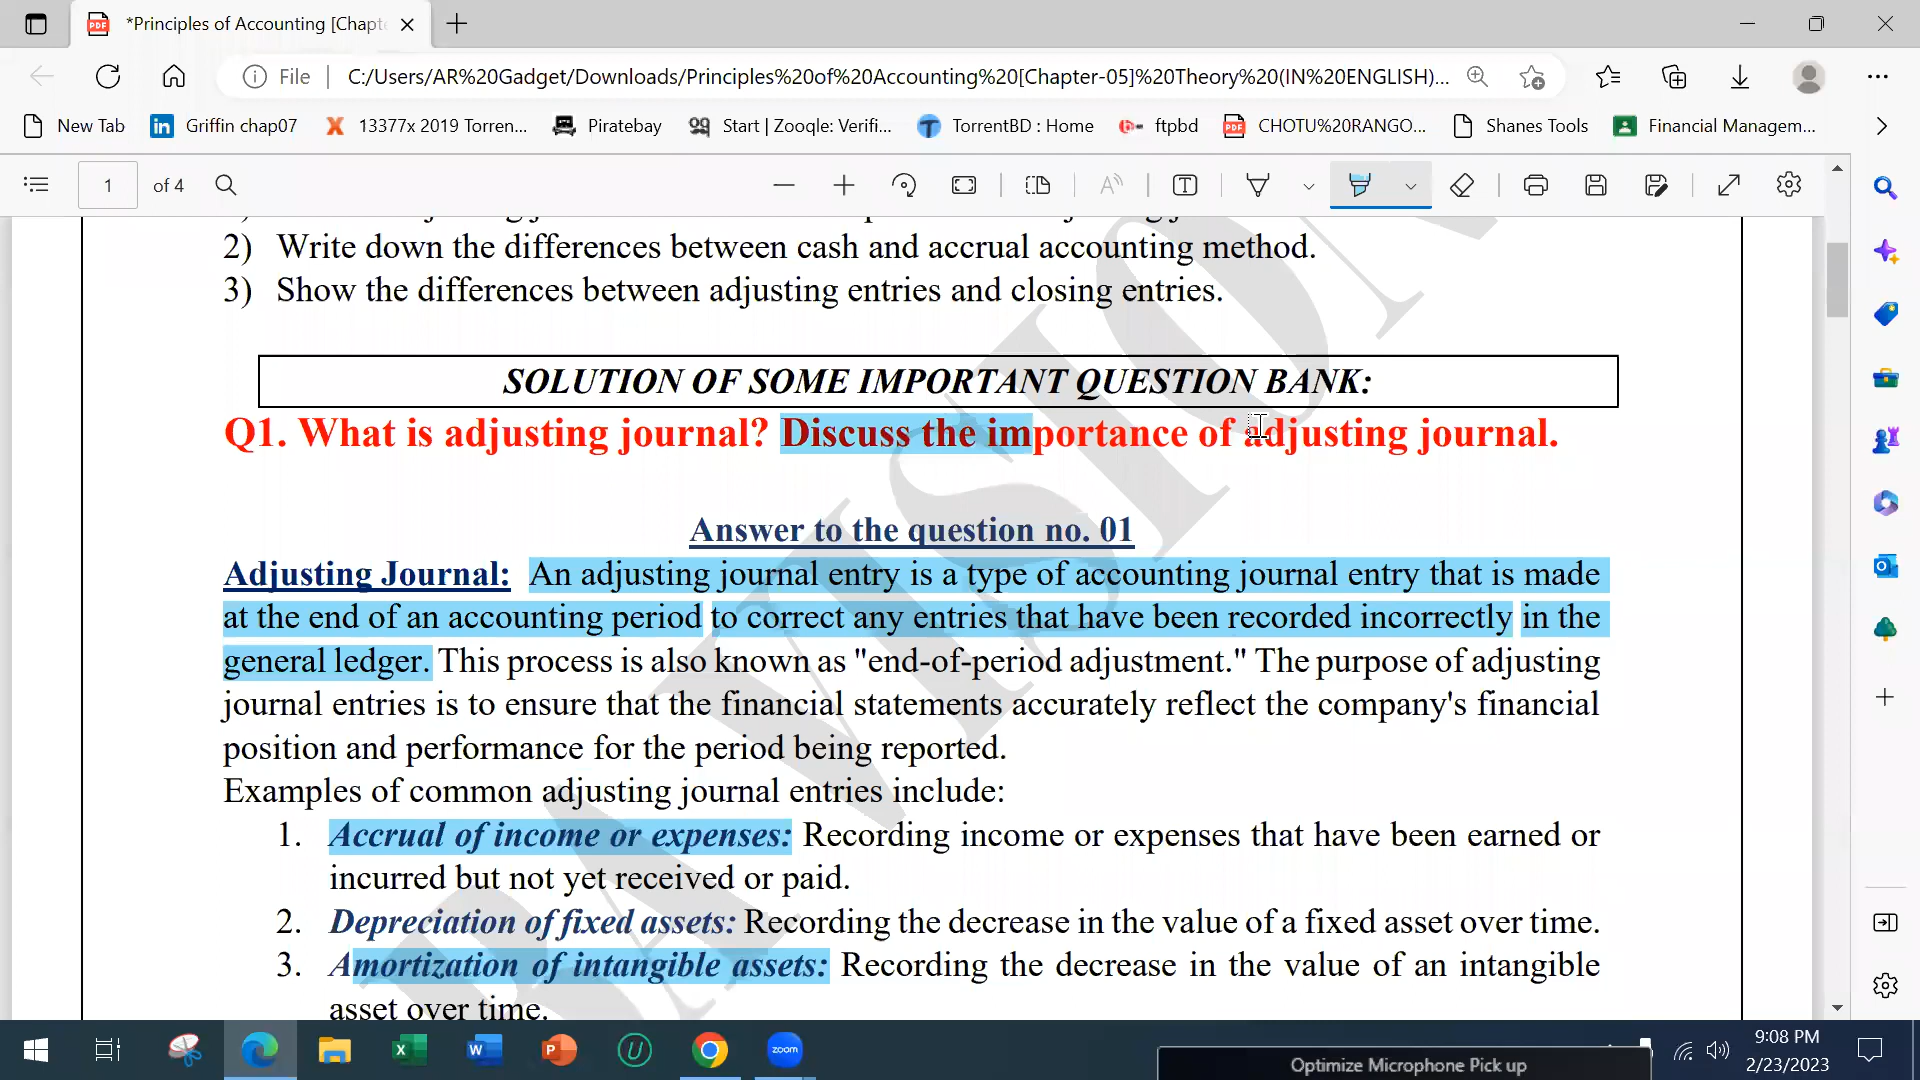 *Principles of Accounting [Chapt
File
C:/Users/AR%20Gadget/Downloads/Principles%20of%20Accounting%20[Chapter-05]%20Theory%20(IN%20ENGLISH)...
New Tab
Griffin chap07
13377x 2019 Torren...
Piratebay
Start | Zooqle: Verifi...
TorrentBD : Home
ftpbd
CHOTU%20RANGO...
Shanes Tools
Financial Managem...
1 of 4
2) Write down the differences between cash and accrual accounting method.
3) Show the differences between adjusting entries and closing entries.
SOLUTION OF SOME IMPORTANT QUESTION BANK:
Q1. What is adjusting journal? Discuss the importance of adjusting journal.
Answer to the question no. 01
Adjusting Journal: An adjusting journal entry is a type of accounting journal entry that is made
at the end of an accounting period to correct any entries that have been recorded incorrectly in the
general ledger. This process is also known as "end-of-period adjustment." The purpose of adjusting
journal entries is to ensure that the financial statements accurately reflect the company's financial
position and performance for the period being reported.
Examples of common adjusting journal entries include:
1. Accrual of income or expenses: Recording income or expenses that have been earned or
incurred but not yet received or paid.
2. Depreciation of fixed assets: Recording the decrease in the value of a fixed asset over time.
3. Amortization of intangible assets: Recording the decrease in the value of an intangible
asset over time.
zoom
9:08 PM
2/23/2023
Optimize Microphone Pick up